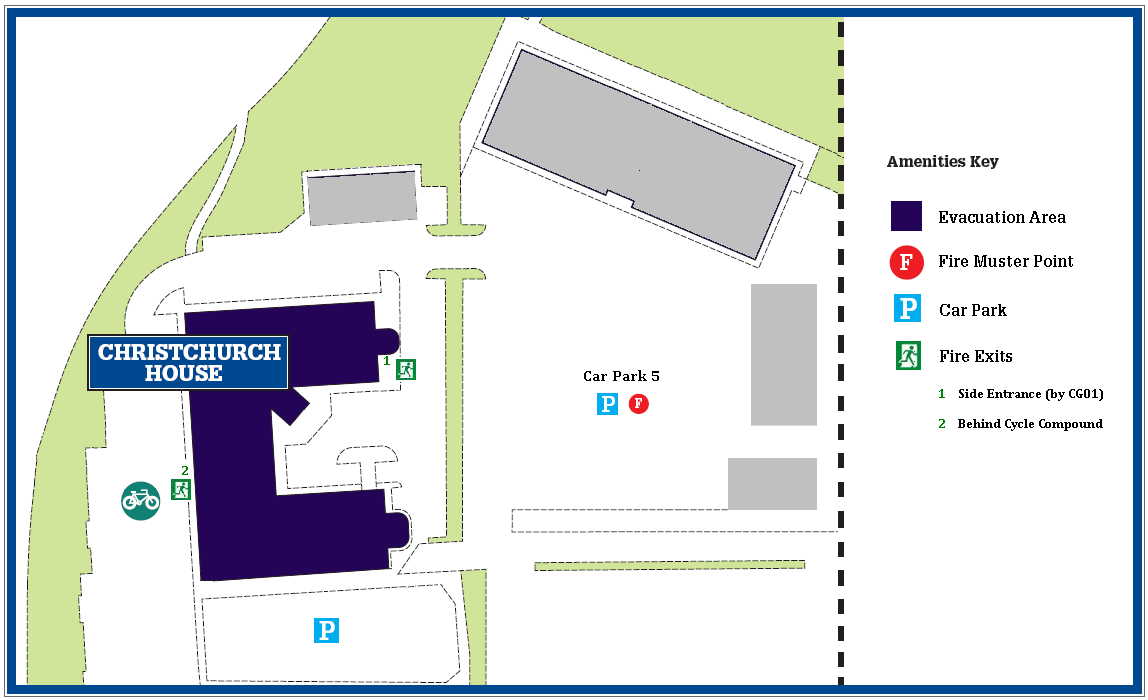 CHRISTCHURCH
HOUSE
1
2
Car Park 5
P
F
P
Amenities Key
Evacuation Area
F Fire Muster Point
P Car Park
Fire Exits
1 Side Entrance (by CG01)
2 Behind Cycle Compound